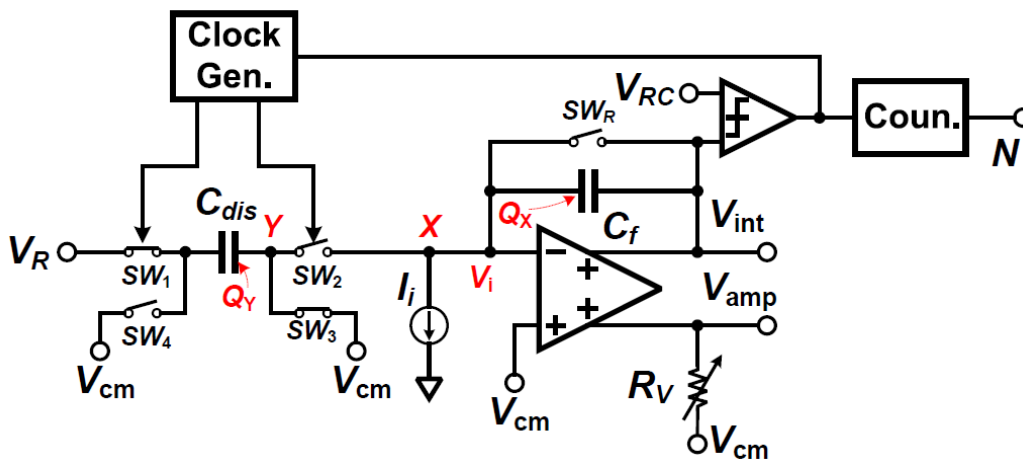 Clock
Gen.
V_RC
SW_R
Coun.
N
C_dis
Y
X
Q_X
C_f
V_int
V_R
SW_1
SW_2
Q_Y
V_i
I_i
V_amp
SW_4
SW_3
V_cm
V_cm
V_cm
R_V
V_cm